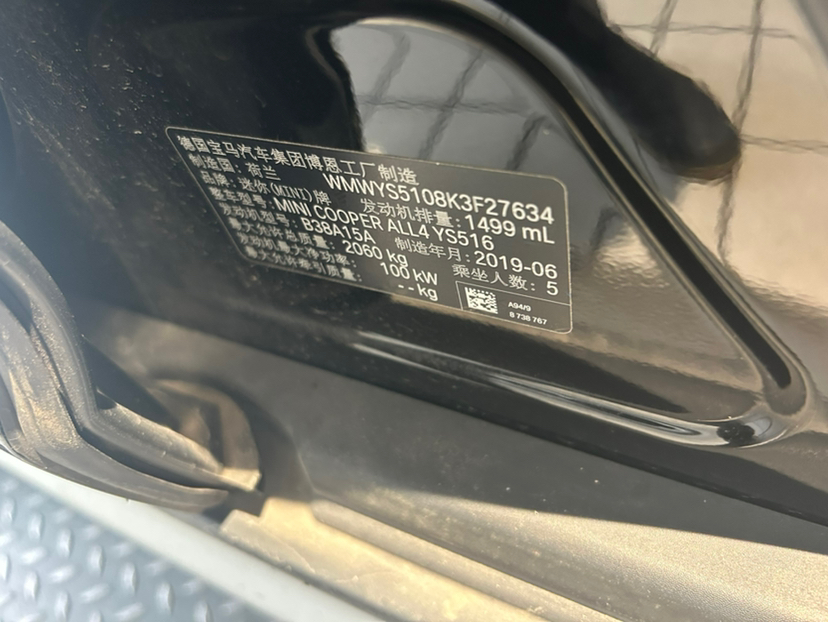 德国宝马汽车集团博恩工厂制造
制造国: 荷兰 WMWYS5108K3F27634
品牌: 迷你(MINI)牌 发动机排量: 1499 mL
整车型号: MINI COOPER ALL4 YS516
发动机型号: B38A15A 制造年月: 2019-06
最大允许总质量: 2060 kg 乘坐人数: 5
发动机最大净功率: 100 kW
最大允许牵引质量: -- kg
A94/9
8 738 767